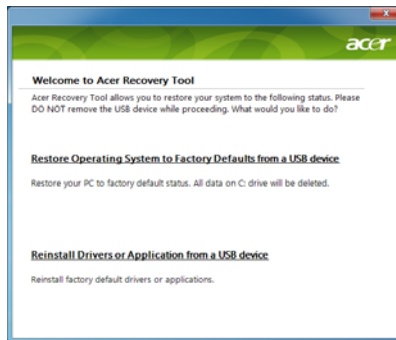 acer
Welcome to Acer Recovery Tool
Acer Recovery Tool allows you to restore your system to the following status. Please
DO NOT remove the USB device while proceeding. What would you like to do?
Restore Operating System to Factory Defaults from a USB device
Restore your PC to factory default status. All data on C: drive will be deleted.
Reinstall Drivers or Application from a USB device
Reinstall factory default drivers or applications.